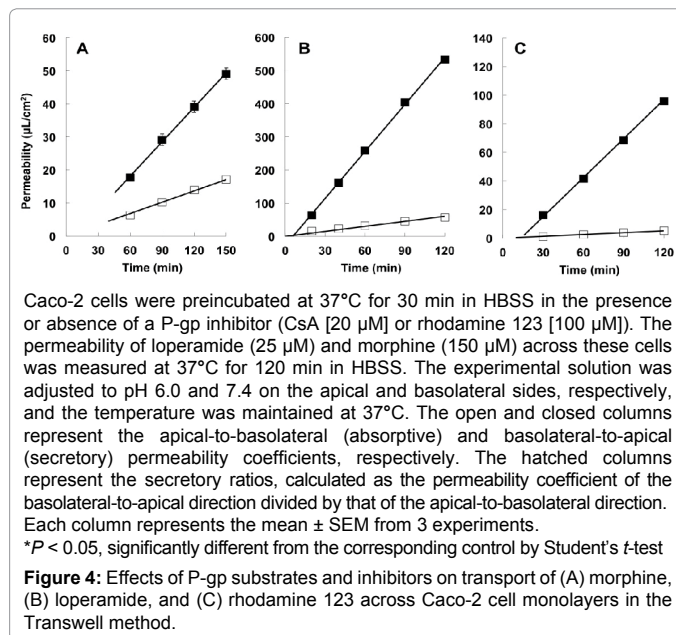 A
B
C
60
50
40
30
20
10
0
600
500
400
300
200
100
0
140
120
100
80
60
40
20
0
Permeability (µL/cm²)
0 30 60 90 120 150
0 30 60 90 120
0 30 60 90 120
Time (min)
Time (min)
Time (min)
Caco-2 cells were preincubated at 37°C for 30 min in HBSS in the presence
or absence of a P-gp inhibitor (CsA [20 µM] or rhodamine 123 [100 µM]). The
permeability of loperamide (25 µM) and morphine (150 µM) across these cells
was measured at 37°C for 120 min in HBSS. The experimental solution was
adjusted to pH 6.0 and 7.4 on the apical and basolateral sides, respectively,
and the temperature was maintained at 37°C. The open and closed columns
represent the apical-to-basolateral (absorptive) and basolateral-to-apical
(secretory) permeability coefficients, respectively. The hatched columns
represent the secretory ratios, calculated as the permeability coefficient of the
basolateral-to-apical direction divided by that of the apical-to-basolateral direction.
Each column represents the mean ± SEM from 3 experiments.
*P < 0.05, significantly different from the corresponding control by Student's t-test
Figure 4: Effects of P-gp substrates and inhibitors on transport of (A) morphine,
(B) loperamide, and (C) rhodamine 123 across Caco-2 cell monolayers in the
Transwell method.